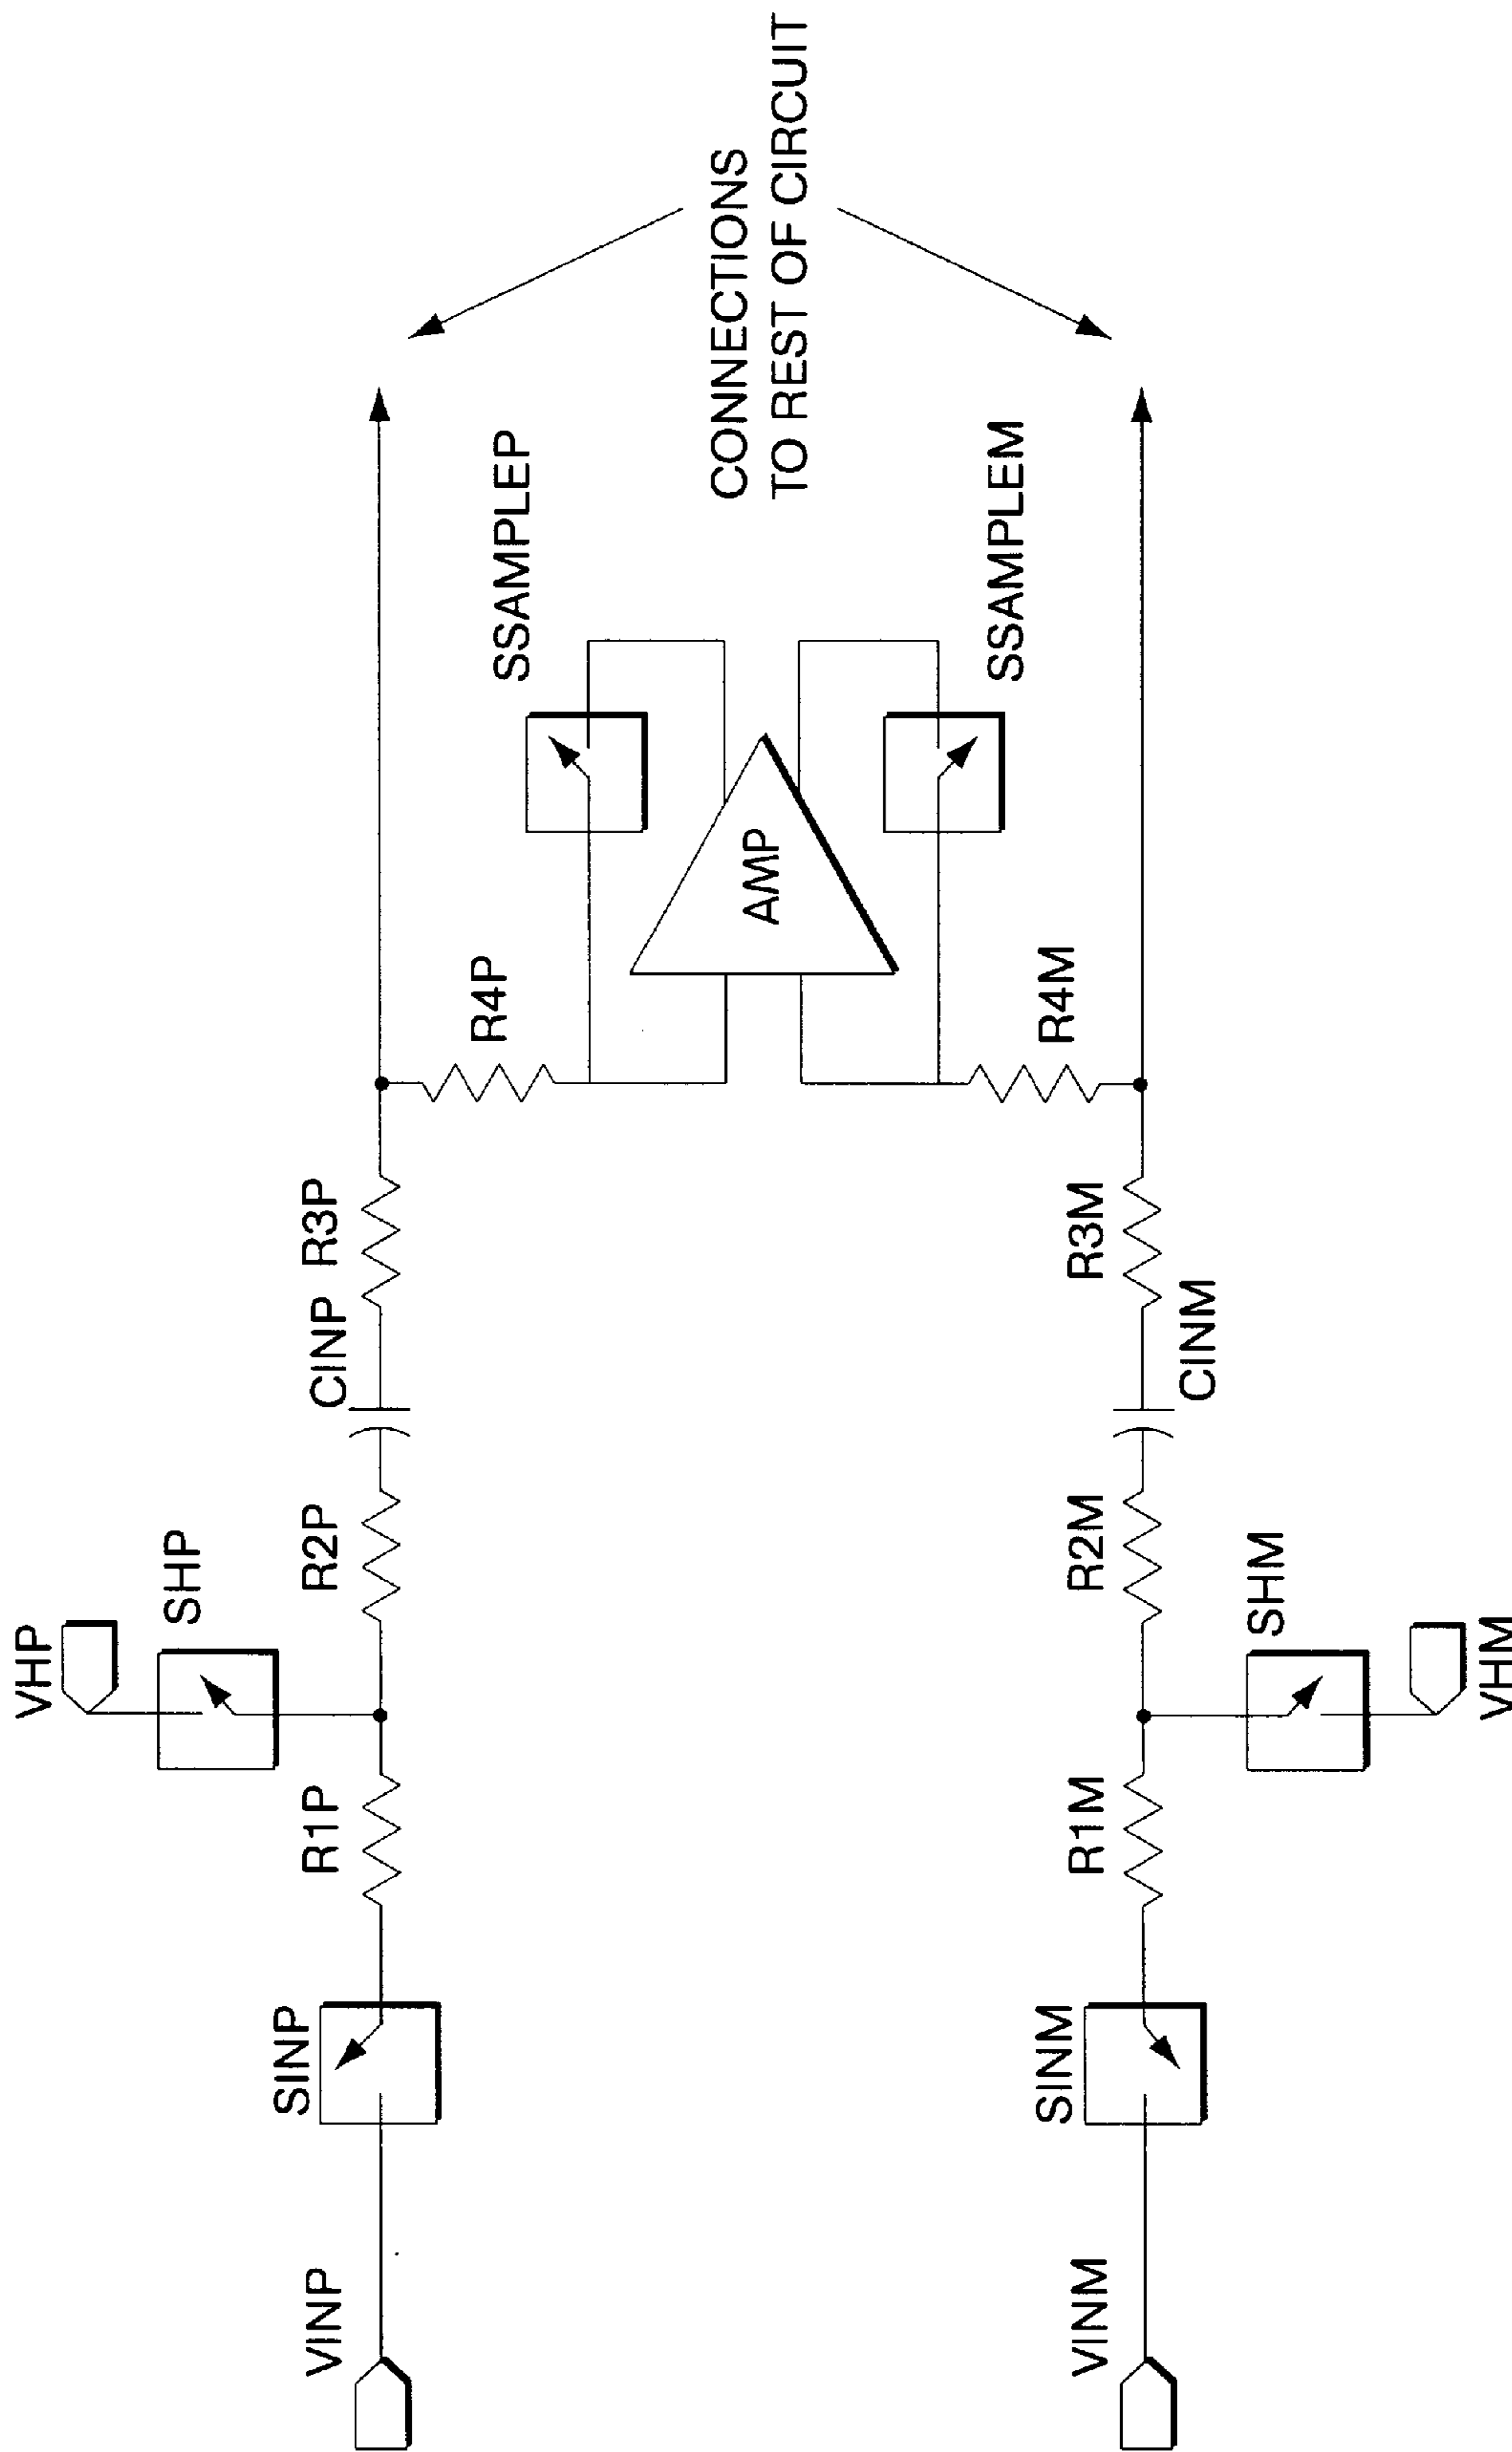 VHP
SHP
VINP
SINP
R1P
R2P
CINP
R3P
R4P
SSAMPLEP
AMP
CONNECTIONS
TO REST OF CIRCUIT
SSAMPLEM
R4M
VINM
SINM
R1M
R2M
R3M
CINM
SHM
VHM